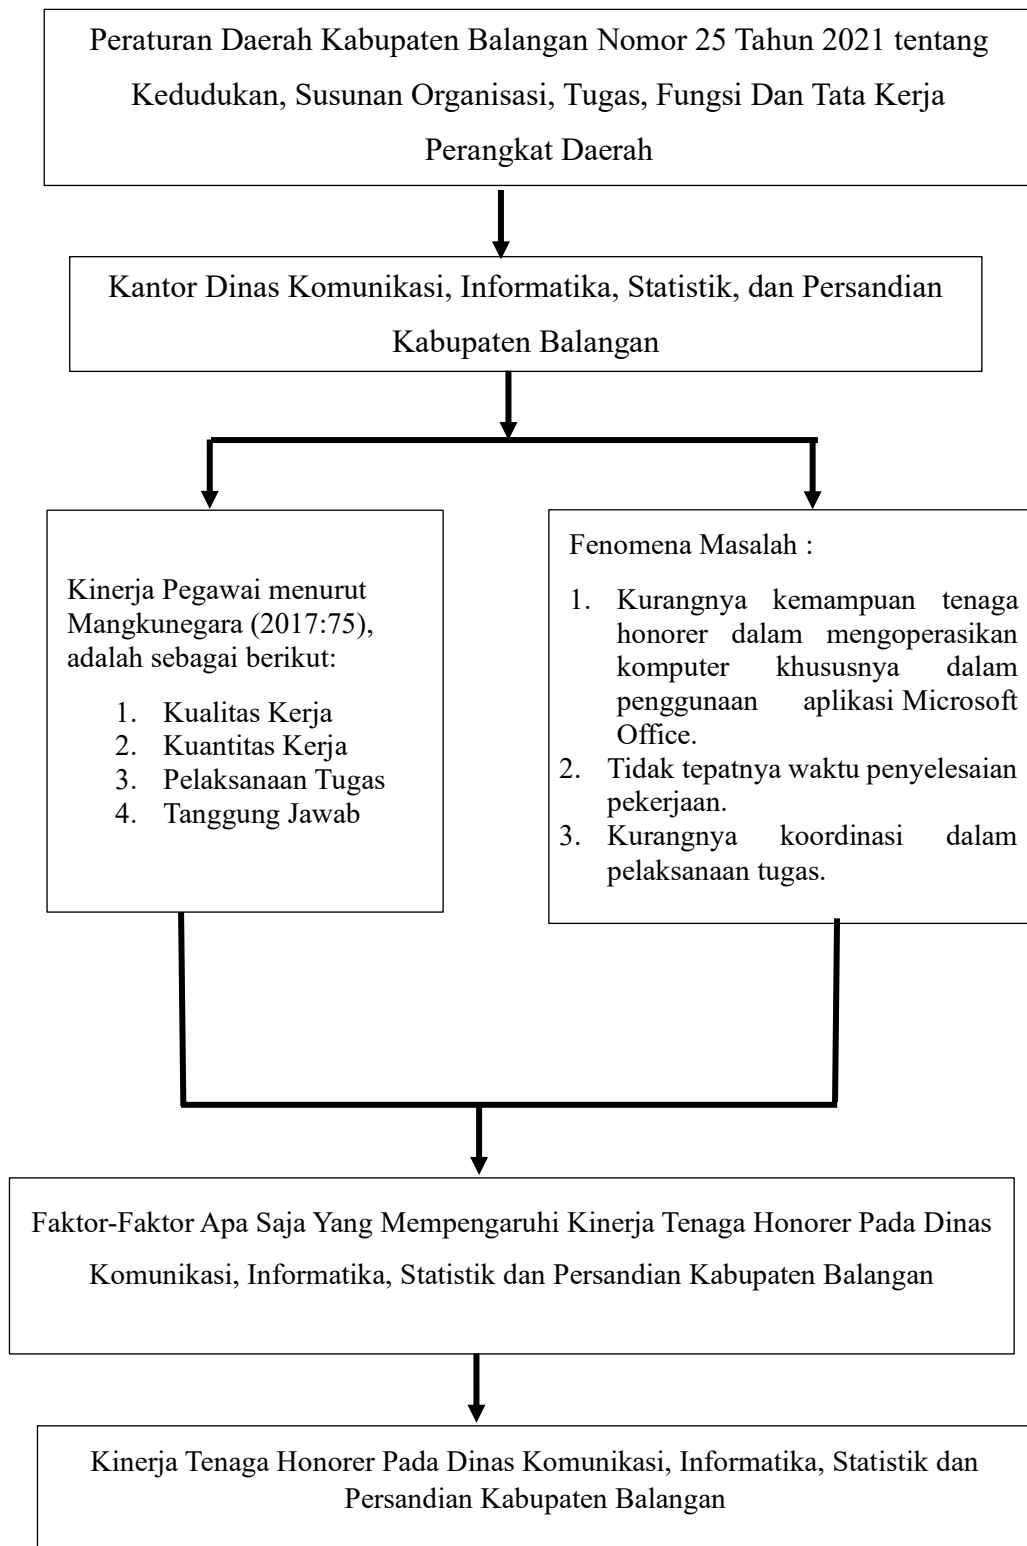 Peraturan Daerah Kabupaten Balangan Nomor 25 Tahun 2021 tentang
Kedudukan, Susunan Organisasi, Tugas, Fungsi Dan Tata Kerja
Perangkat Daerah
Kantor Dinas Komunikasi, Informatika, Statistik, dan Persandian
Kabupaten Balangan
Kinerja Pegawai menurut
Mangkunegara (2017:75),
adalah sebagai berikut:
1. Kualitas Kerja
2. Kuantitas Kerja
3. Pelaksanaan Tugas
4. Tanggung Jawab
Fenomena Masalah :
1. Kurangnya kemampuan tenaga
honorer dalam mengoperasikan
komputer khususnya dalam
penggunaan aplikasi Microsoft
Office.
2. Tidak tepatnya waktu penyelesaian
pekerjaan.
3. Kurangnya koordinasi dalam
pelaksanaan tugas.
Faktor-Faktor Apa Saja Yang Mempengaruhi Kinerja Tenaga Honorer Pada Dinas
Komunikasi, Informatika, Statistik dan Persandian Kabupaten Balangan
Kinerja Tenaga Honorer Pada Dinas Komunikasi, Informatika, Statistik dan
Persandian Kabupaten Balangan